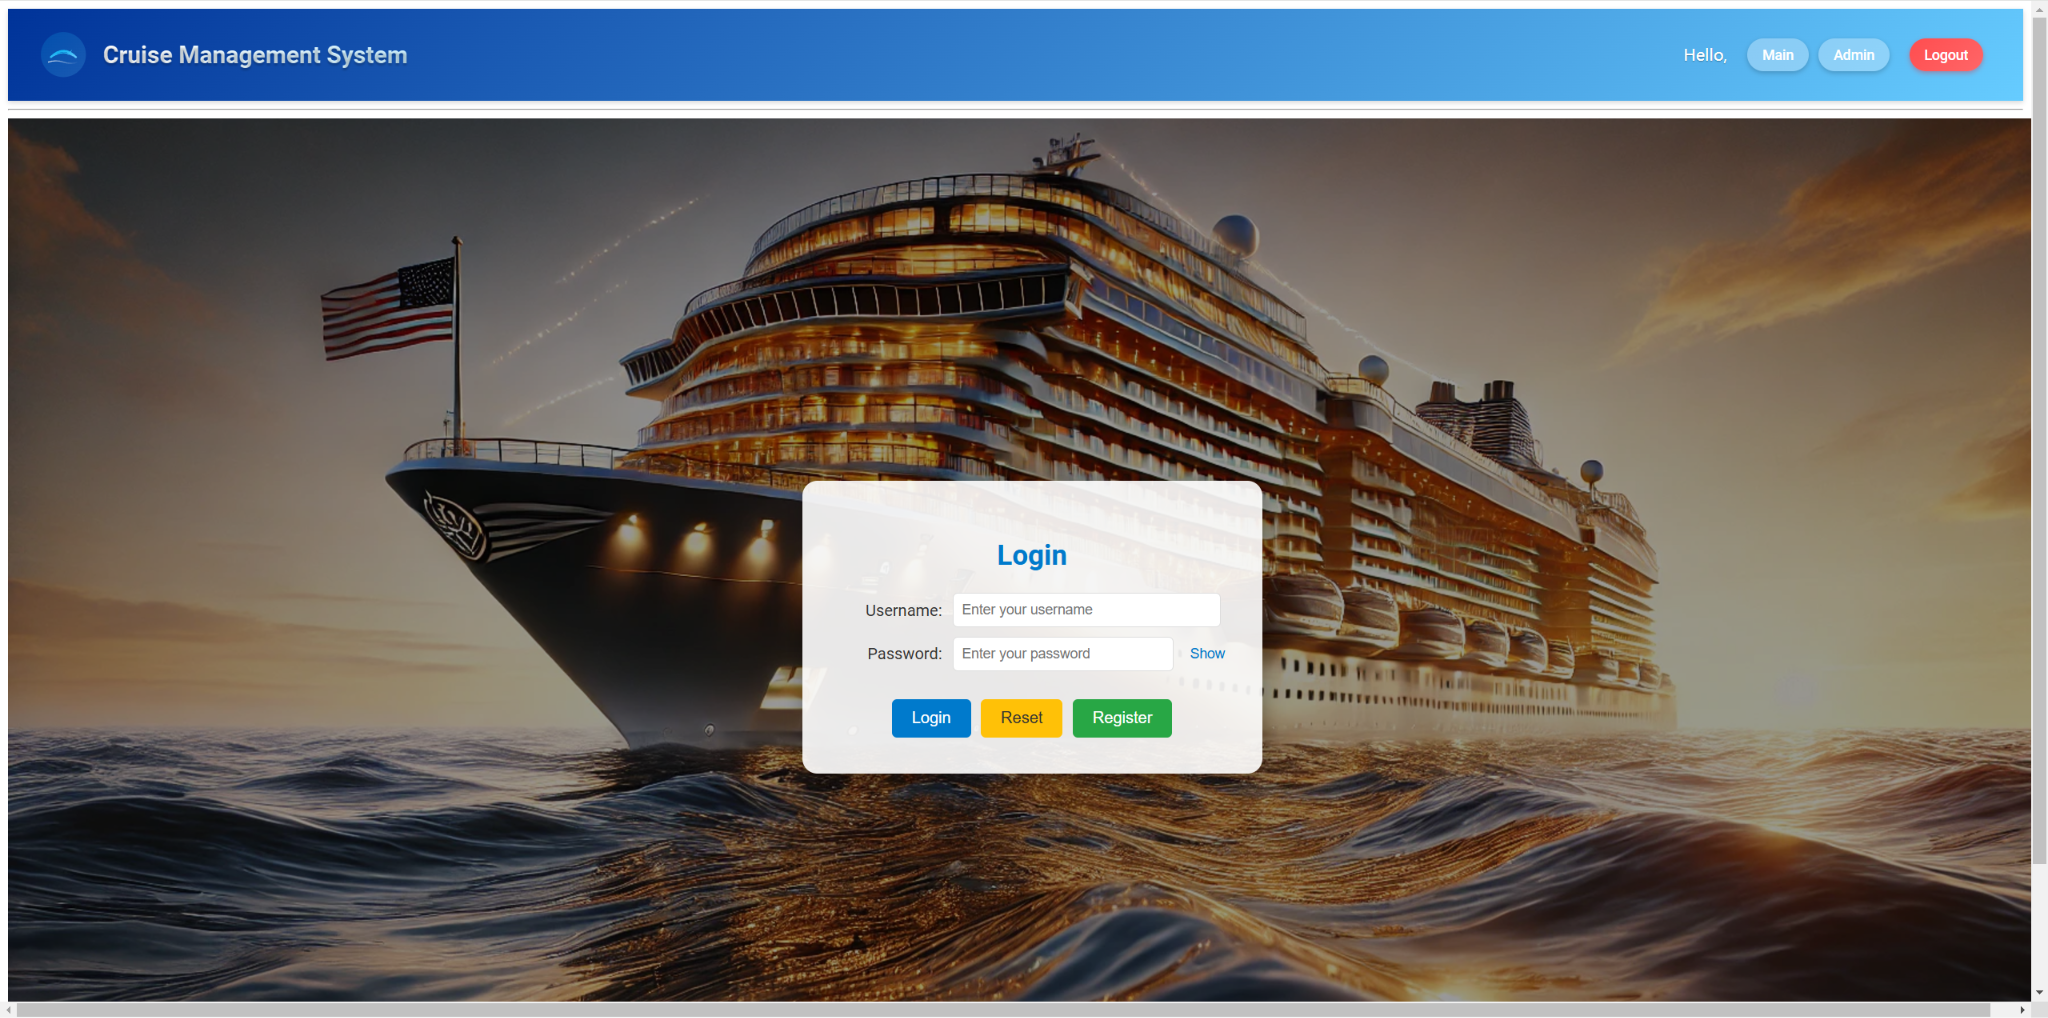 Cruise Management System
Hello, Main Admin Logout
Login
Username: Enter your username
Password: Enter your password Show
Login Reset Register